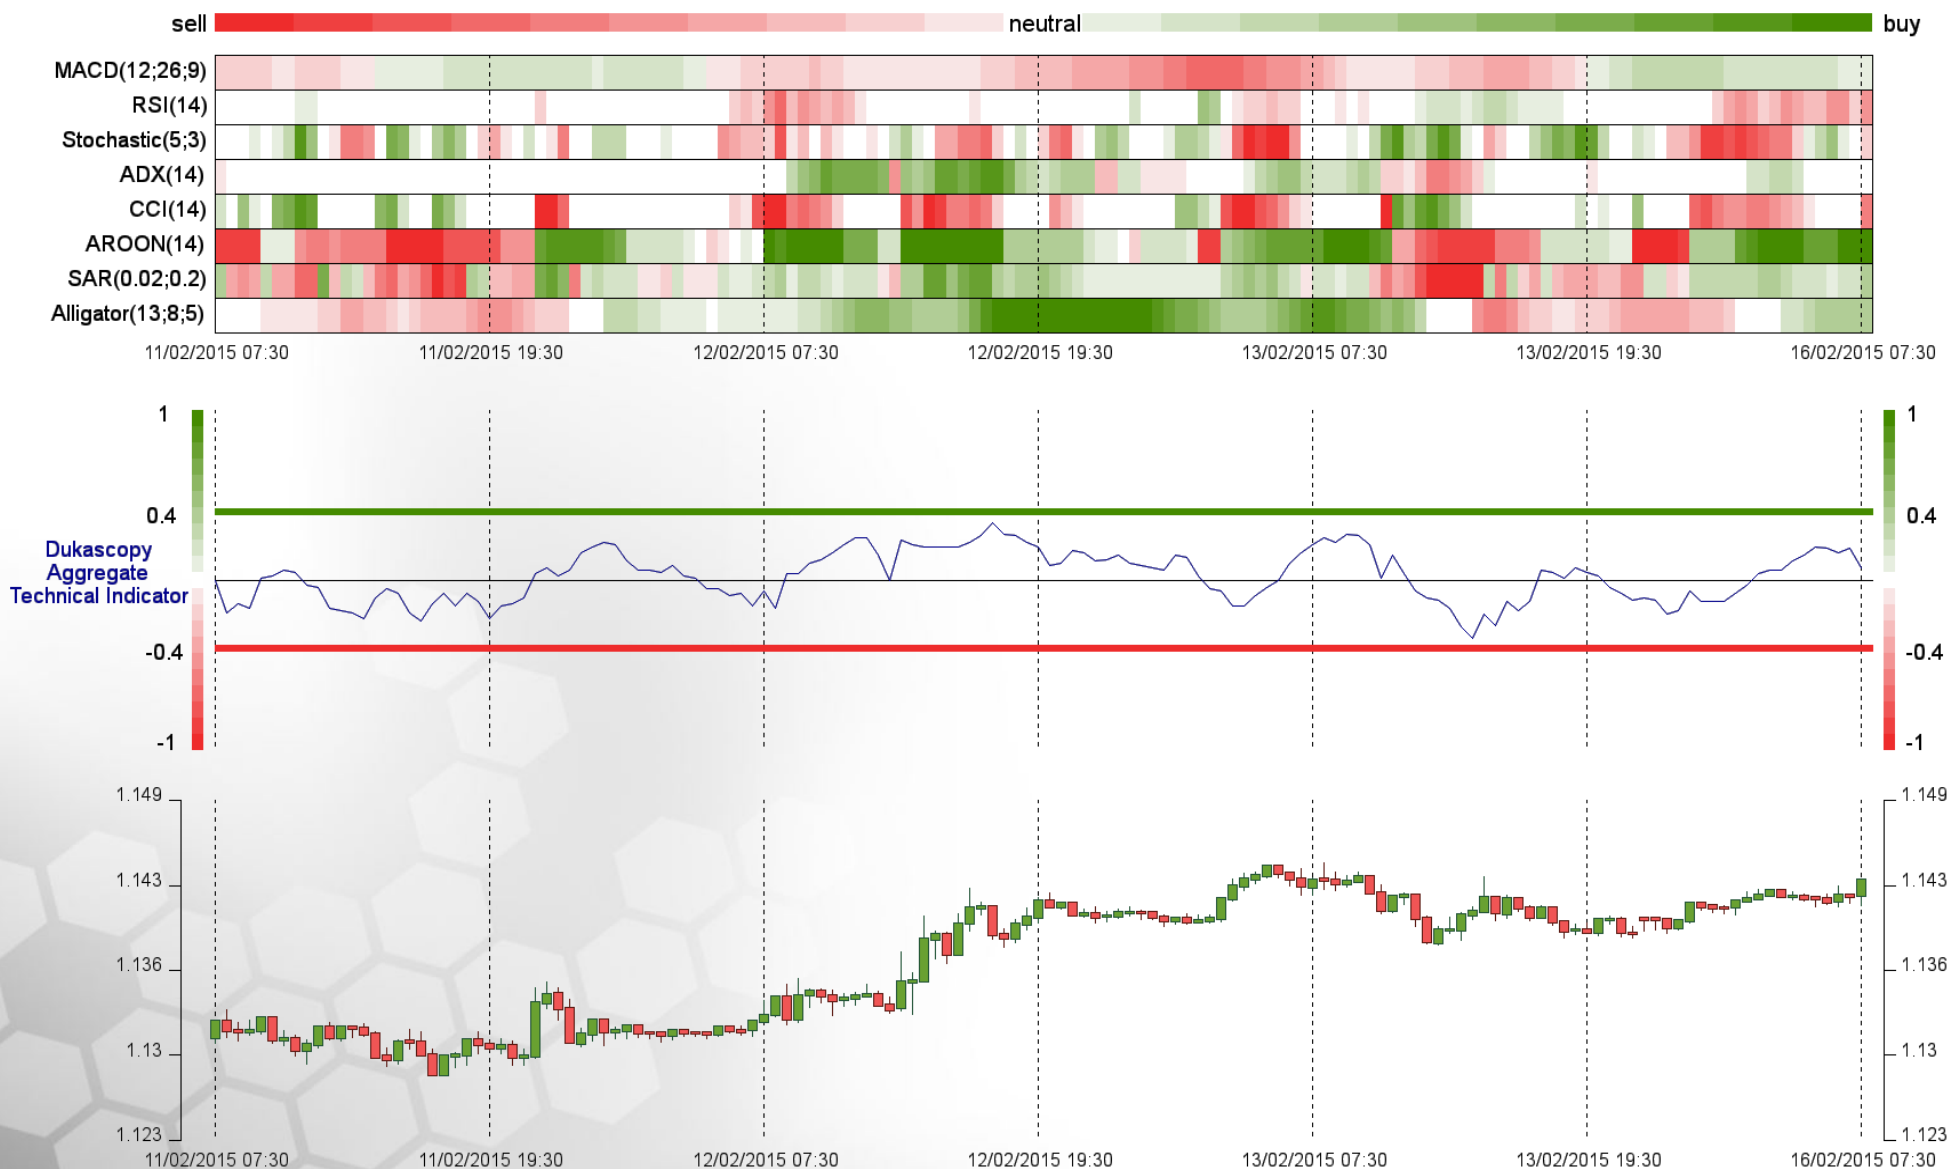 sell neutral buy
MACD(12;26;9)
RSI(14)
Stochastic(5;3)
ADX(14)
CCI(14)
AROON(14)
SAR(0.02;0.2)
Alligator(13;8;5)
11/02/2015 07:30 11/02/2015 19:30 12/02/2015 07:30 12/02/2015 19:30 13/02/2015 07:30 13/02/2015 19:30 16/02/2015 07:30
1 1
0.4 0.4
Dukascopy
Aggregate
Technical Indicator
-0.4 -0.4
-1 -1
1.149 1.149
1.143 1.143
1.136 1.136
1.13 1.13
1.123 1.123
11/02/2015 07:30 11/02/2015 19:30 12/02/2015 07:30 12/02/2015 19:30 13/02/2015 07:30 13/02/2015 19:30 16/02/2015 07:30